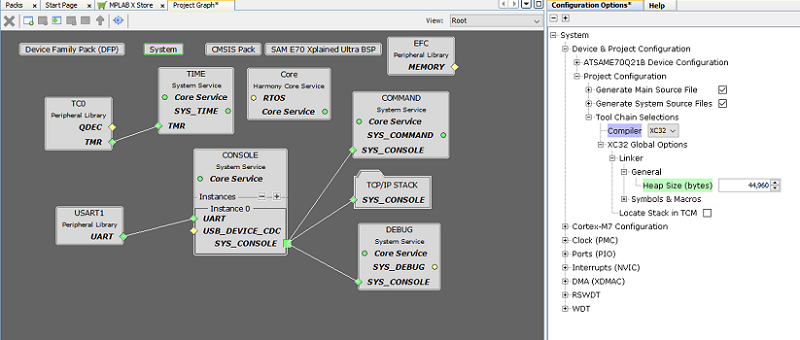 Packs
Start Page
MPLAB X Store
Project Graph*
View:
Root
Device Family Pack (DFP)
System
CMSIS Pack
SAM E70 Xplained Ultra BSP
EFC
Peripheral Library
MEMORY
TIME
System Service
Core Service
SYS_TIME
TMR
Core
Harmony Core Service
RTOS
Core Service
TC0
Peripheral Library
QDEC
TMR
COMMAND
System Service
Core Service
SYS_COMMAND
SYS_CONSOLE
CONSOLE
System Service
Core Service
Instances
Instance 0
UART
USB_DEVICE_CDC
SYS_CONSOLE
TCP/IP STACK
SYS_CONSOLE
USART1
Peripheral Library
UART
DEBUG
System Service
Core Service
SYS_DEBUG
SYS_CONSOLE
Configuration Options*
Help
System
Device & Project Configuration
ATSAME70Q21B Device Configuration
Project Configuration
Generate Main Source File
Generate System Source Files
Tool Chain Selections
Compiler XC32
XC32 Global Options
Linker
General
Heap Size (bytes) 44,960
Symbols & Macros
Locate Stack in TCM
Cortex-M7 Configuration
Clock (PMC)
Ports (PIO)
Interrupts (NVIC)
DMA (XDMAC)
RSWDT
WDT